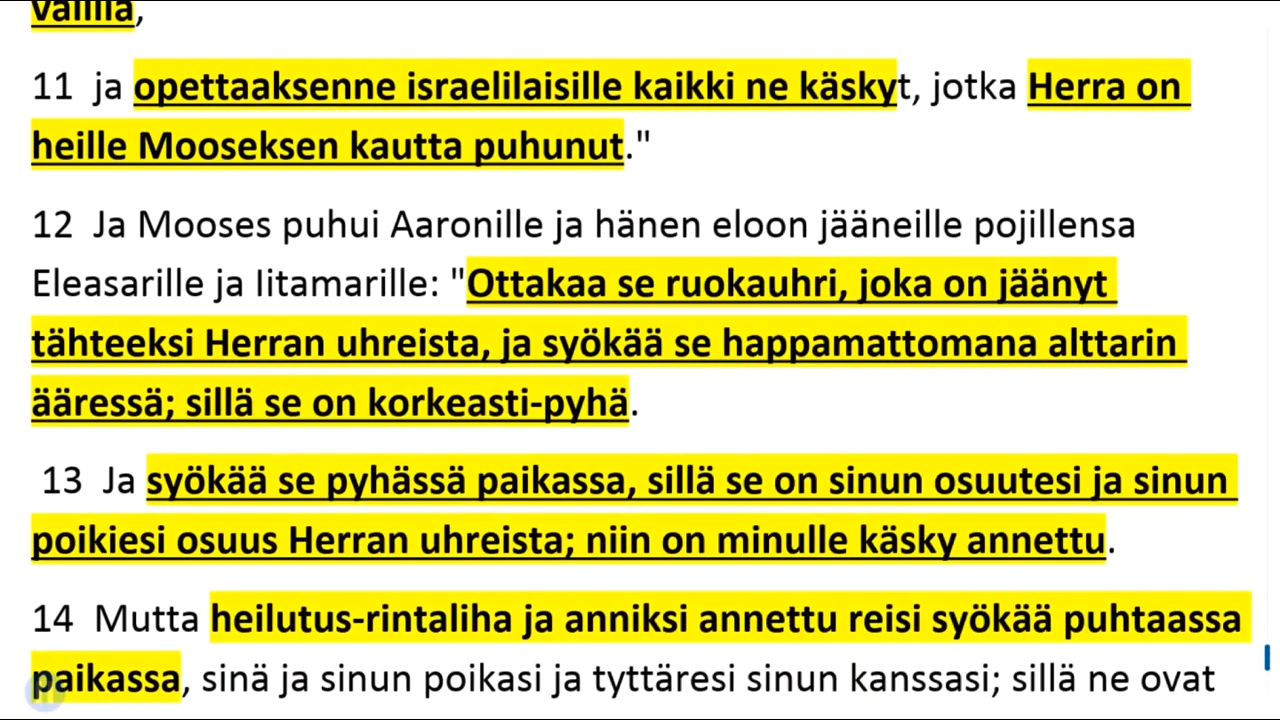 välillä,
11 ja opettaaksenne israelilaisille kaikki ne käskyt, jotka Herra on
heille Mooseksen kautta puhunut."
12 Ja Mooses puhui Aaronille ja hänen eloon jääneille pojillensa
Eleasarille ja Iitamarille: "Ottakaa se ruokauhri, joka on jäänyt
tähteeksi Herran uhreista, ja syökää se happamattomana alttarin
ääressä; sillä se on korkeasti-pyhä.
13 Ja syökää se pyhässä paikassa, sillä se on sinun osuutesi ja sinun
poikiesi osuus Herran uhreista; niin on minulle käsky annettu.
14 Mutta heilutus-rintaliha ja anniksi annettu reisi syökää puhtaassa
paikassa, sinä ja sinun poikasi ja tyttäresi sinun kanssasi; sillä ne ovat